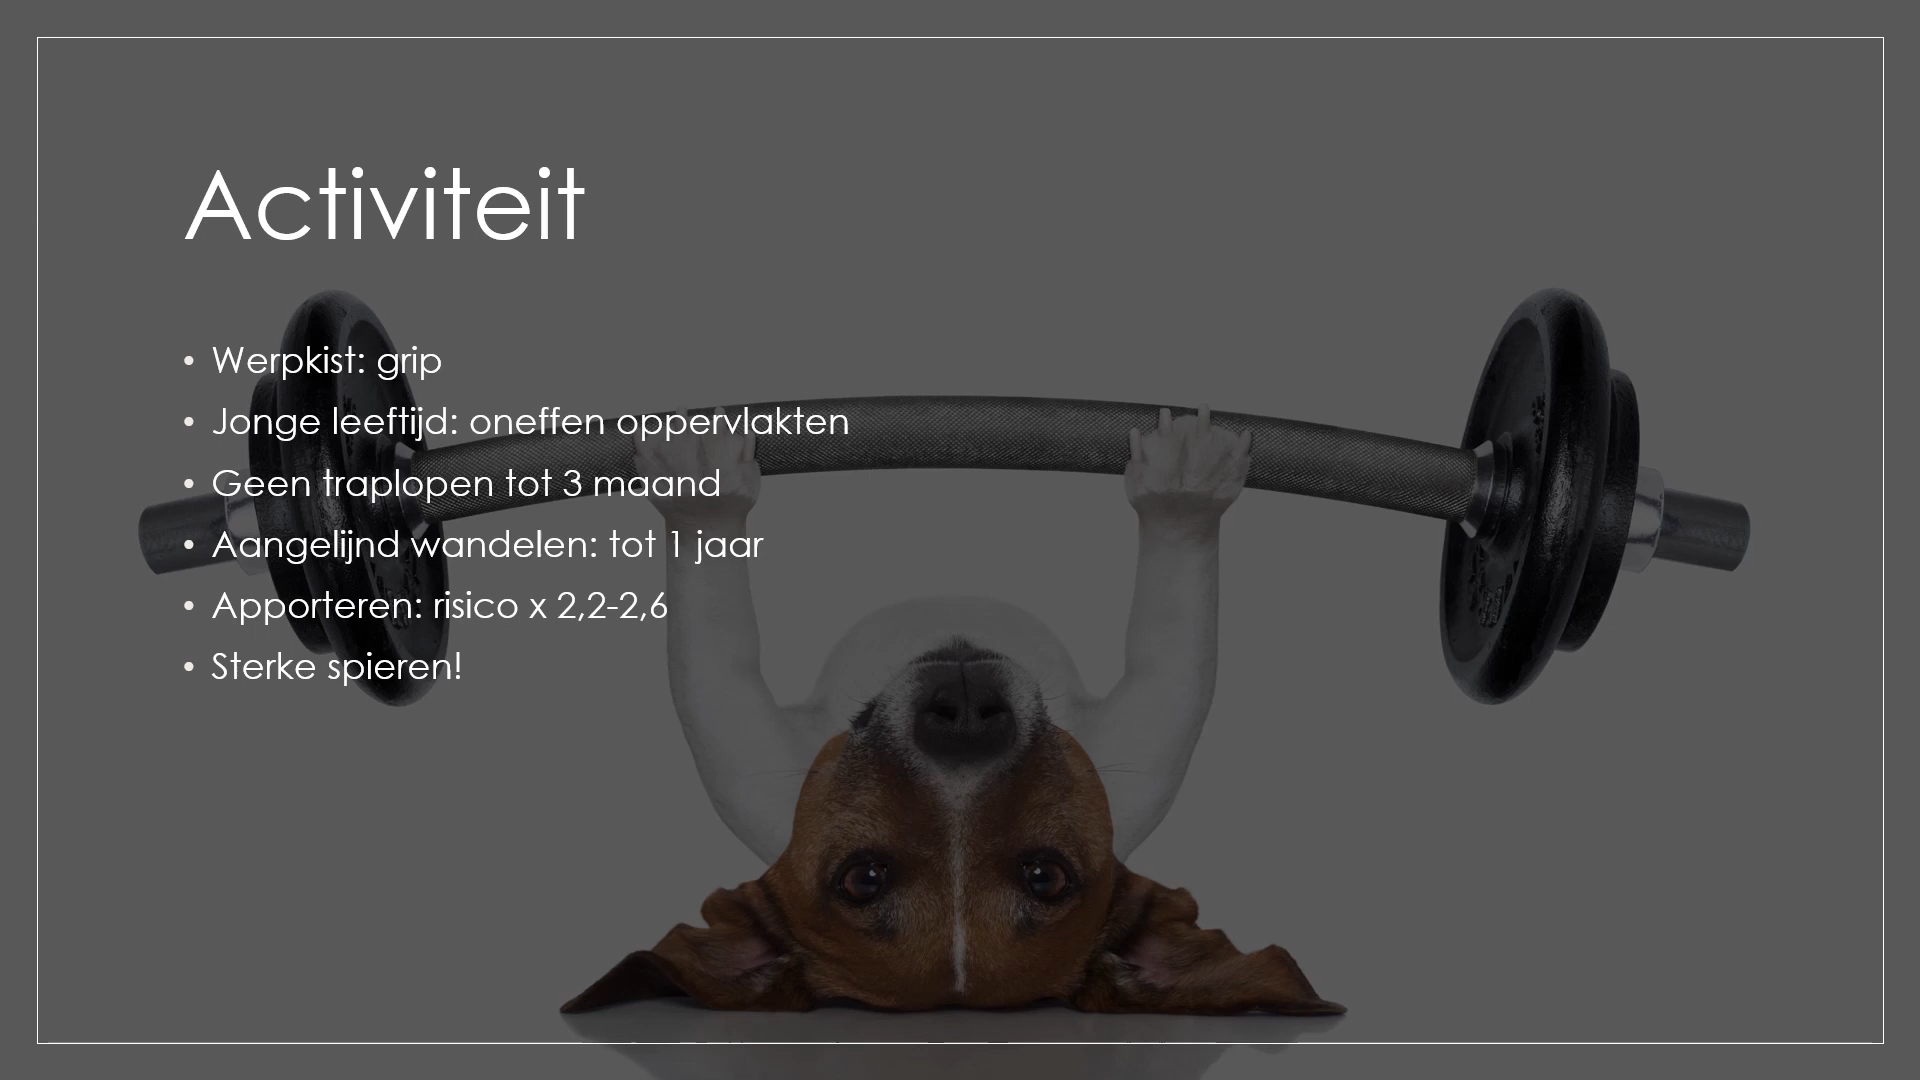 Activiteit
• Werpkist: grip
• Jonge leeftijd: oneffen oppervlakten
• Geen traplopen tot 3 maand
• Aangelijnd wandelen: tot 1 jaar
• Apporteren: risico x 2,2-2,6
• Sterke spieren!